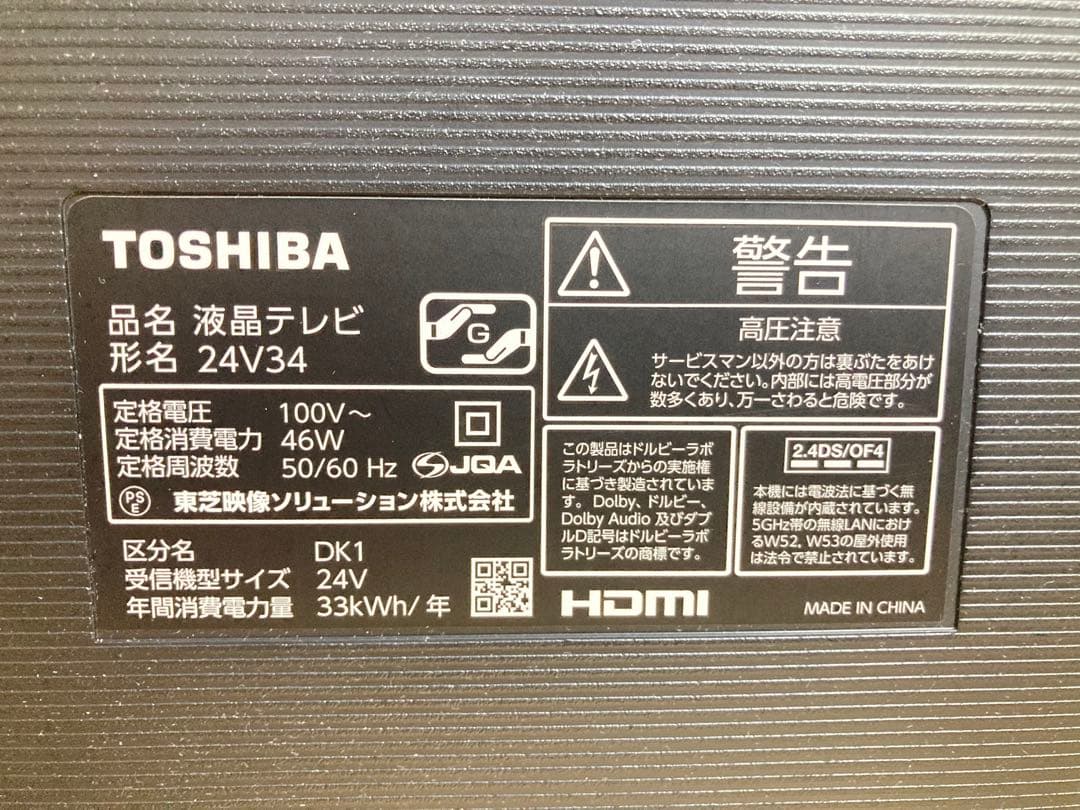 TOSHIBA
品名 液晶テレビ
形名 24V34
G
定格電圧 100V～
定格消費電力 46W
定格周波数 50/60 Hz
JQA
PS
E
東芝映像ソリューション株式会社
区分名 DK1
受信機型サイズ 24V
年間消費電力量 33kWh/年
警告
高圧注意
サービスマン以外の方は裏ぶたをあけ
ないでください。内部には高電圧部分が
数多くあり、万一さわると危険です。
この製品はドルビーラボ
ラトリーズからの実施権
に基づき製造されていま
す。Dolby、ドルビー、
Dolby Audio 及びダブ
ルD記号はドルビーラボ
ラトリーズの商標です。
2.4DS/OF4
本機には電波法に基づく無
線設備が内蔵されています。
5GHz帯の無線LANにおけ
るW52, W53の屋外使用
は法令で禁止されています。
HDMI
MADE IN CHINA